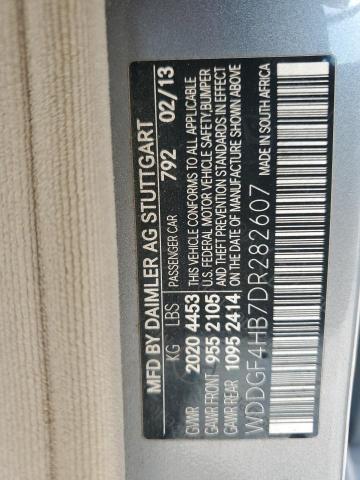 MFD BY DAIMLER AG STUTTGART
792 02/13
KG LBS PASSENGER CAR
GVWR 2020 4453 THIS VEHICLE CONFORMS TO ALL APPLICABLE
GAWR FRONT 955 2105 U.S. FEDERAL MOTOR VEHICLE SAFETY,BUMPER
GAWR REAR 1095 2414 AND THEFT PREVENTION STANDARDS IN EFFECT
ON THE DATE OF MANUFACTURE SHOWN ABOVE
WDDGF4HB7DR282607 MADE IN SOUTH AFRICA